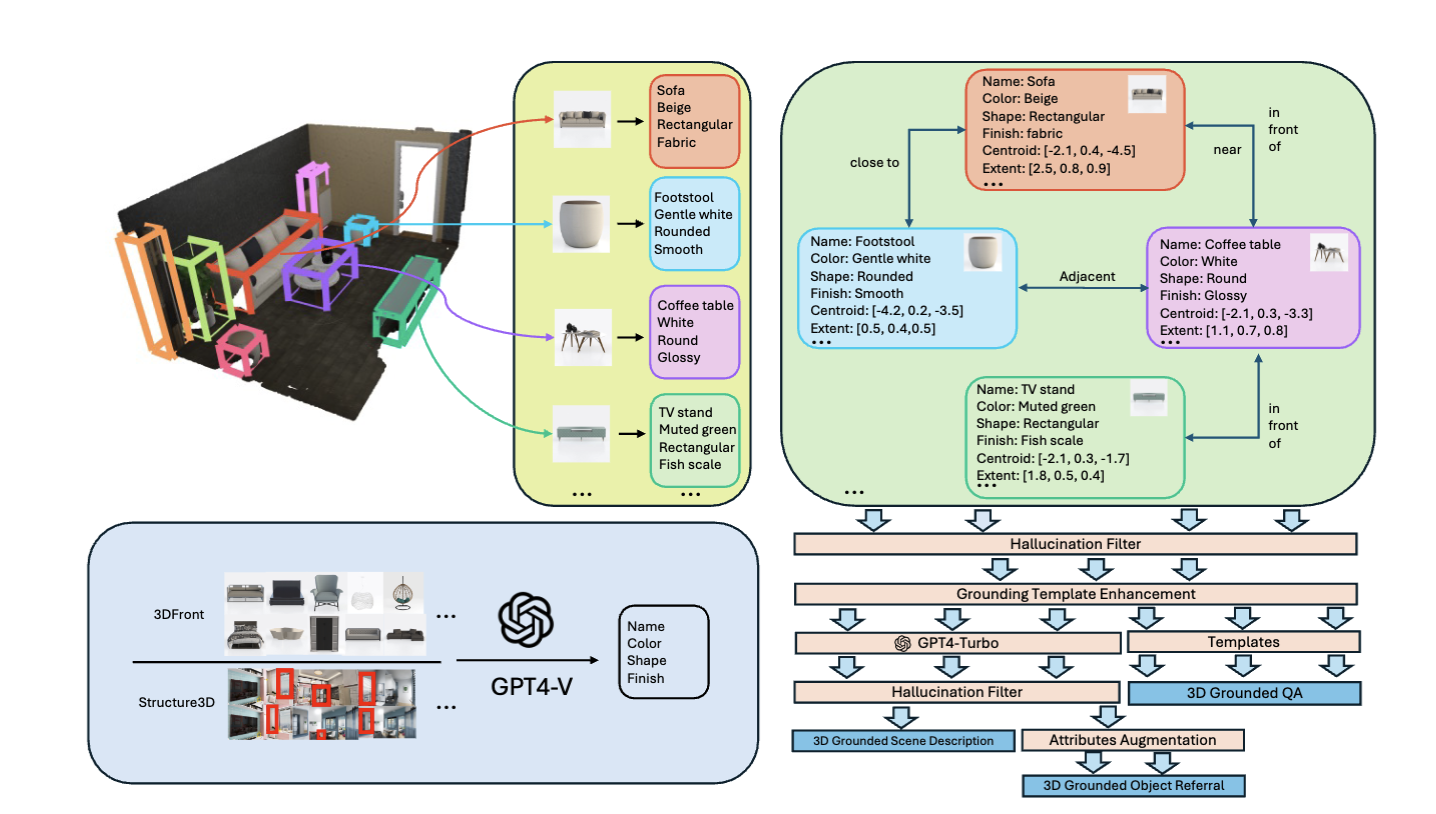 Sofa
Beige
Rectangular
Fabric
Footstool
Gentle white
Rounded
Smooth
Coffee table
White
Round
Glossy
TV stand
Muted green
Rectangular
Fish scale
...
...
Name: Sofa
Color: Beige
Shape: Rectangular
Finish: fabric
Centroid: [-2.1, 0.4, -4.5]
Extent: [2.5, 0.8, 0.9]
...
close to
near
in
front
of
Name: Footstool
Color: Gentle white
Shape: Rounded
Finish: Smooth
Centroid: [-4.2, 0.2, -3.5]
Extent: [0.5, 0.4,0.5]
...
Adjacent
Name: Coffee table
Color: White
Shape: Round
Finish: Glossy
Centroid: [-2.1, 0.3, -3.3]
Extent: [1.1, 0.7, 0.8]
...
Name: TV stand
Color: Muted green
Shape: Rectangular
Finish: Fish scale
Centroid: [-2.1, 0.3, -1.7]
Extent: [1.8, 0.5, 0.4]
...
in
front
of
...
3DFront
...
Structure3D
...
GPT4-V
Name
Color
Shape
Finish
Hallucination Filter
Grounding Template Enhancement
GPT4-Turbo
Templates
Hallucination Filter
3D Grounded QA
3D Grounded Scene Description
Attributes Augmentation
3D Grounded Object Referral